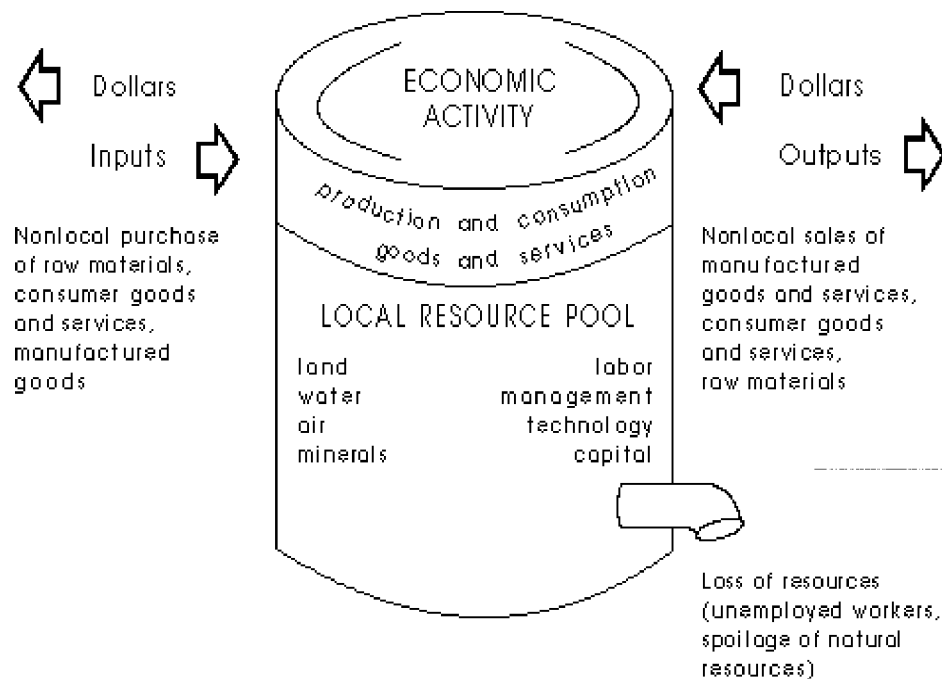 Dollars
Inputs
Nonlocal purchase
of raw materials,
consumer goods
and services,
manufactured
goods
ECONOMIC
ACTIVITY
production and consumption
goods and services
LOCAL RESOURCE POOL
land labor
water management
air technology
minerals capital
Dollars
Outputs
Nonlocal sales of
manufactured
goods and services,
consumer goods
and services,
raw materials
Loss of resources
(unemployed workers,
spoilage of natural
resources)